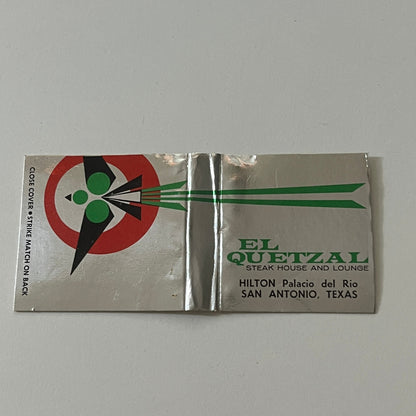 CLOSE COVER • STRIKE MATCH ON BACK
EL
QUETZAL
STEAK HOUSE AND LOUNGE
HILTON Palacio del Rio
SAN ANTONIO, TEXAS